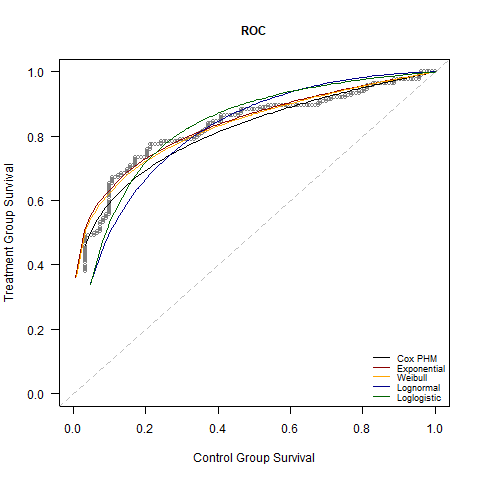 ROC
Treatment Group Survival
1.0
0.8
0.6
0.4
0.2
0.0
Cox PHM
Exponential
Weibull
Lognormal
Loglogistic
0.0 0.2 0.4 0.6 0.8 1.0
Control Group Survival